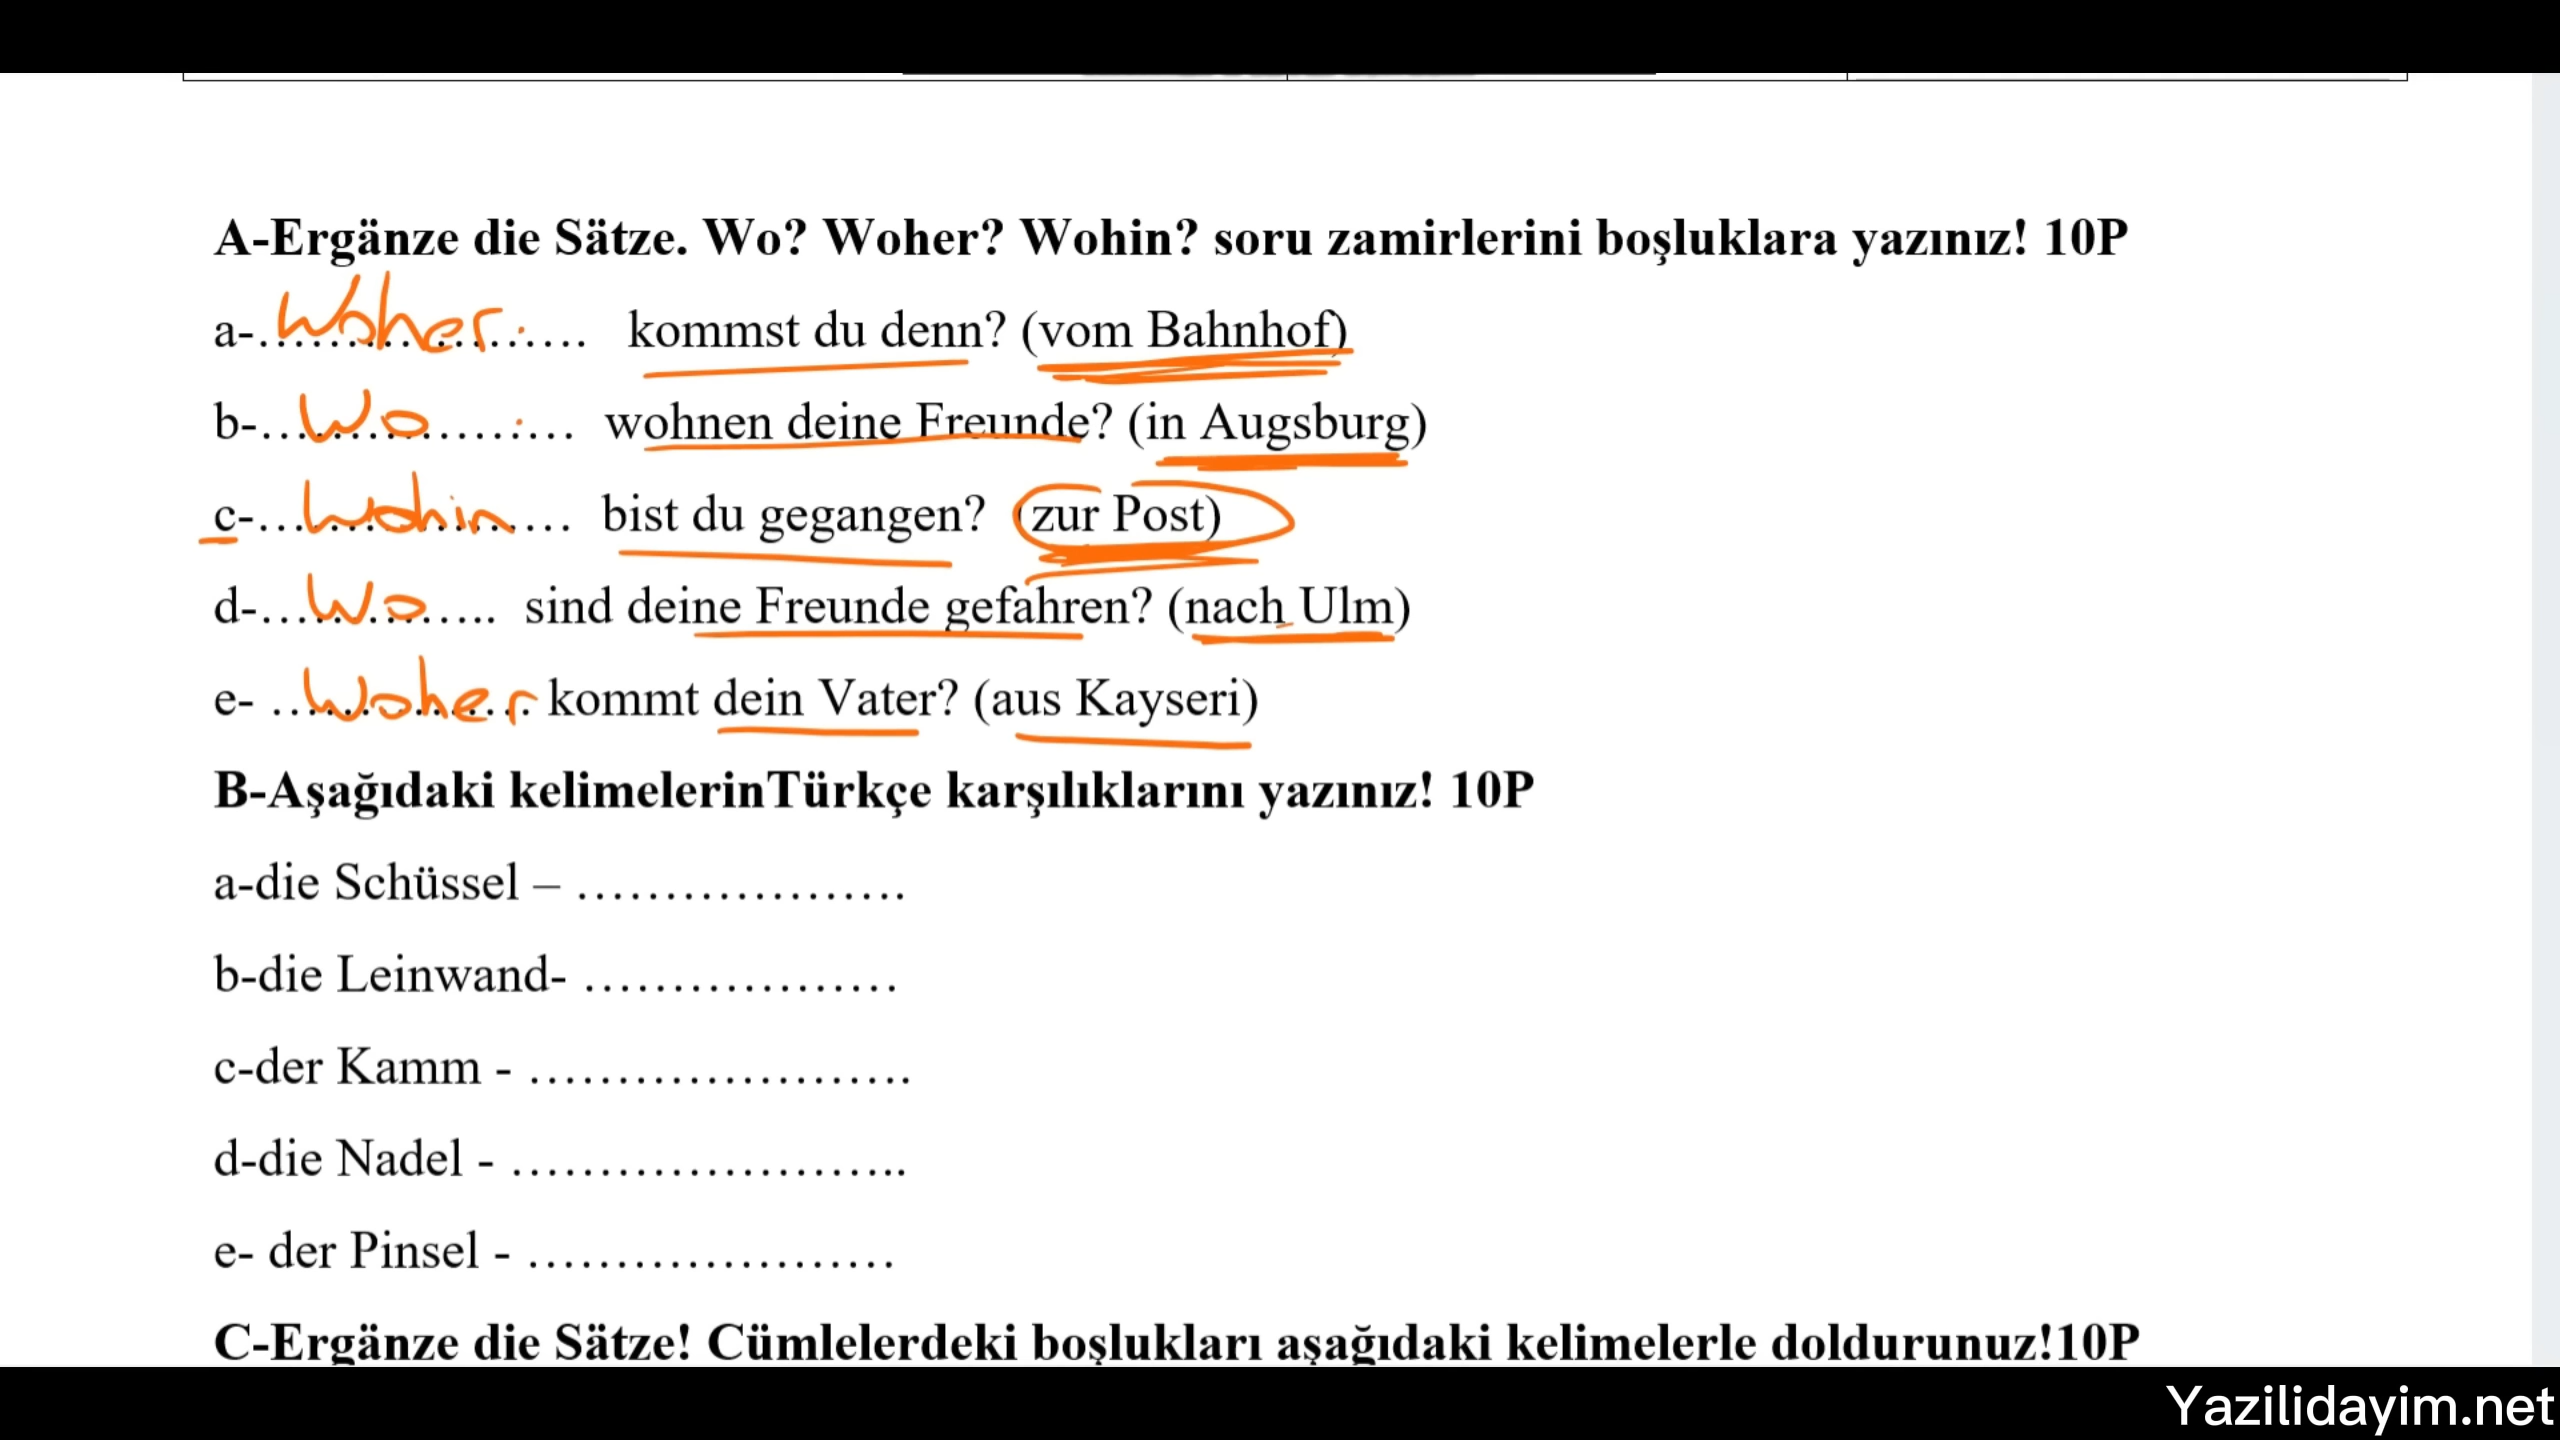 A-Ergänze die Sätze. Wo? Woher? Wohin? soru zamirlerini boşluklara yazınız! 10P
a-...Woher...... kommst du denn? (vom Bahnhof)
b-...Wo......... wohnen deine Freunde? (in Augsburg)
c-...Wohin...... bist du gegangen? (zur Post)
d-...Wo...... sind deine Freunde gefahren? (nach Ulm)
e- ...Woher... kommt dein Vater? (aus Kayseri)
B-Aşağıdaki kelimelerinTürkçe karşılıklarını yazınız! 10P
a-die Schüssel – ………………….
b-die Leinwand- ………………….
c-der Kamm - …………………….
d-die Nadel - ……………………..
e- der Pinsel - ………………….
C-Ergänze die Sätze! Cümlelerdeki boşlukları aşağıdaki kelimelerle doldurunuz!10P
Yazilidayim.net